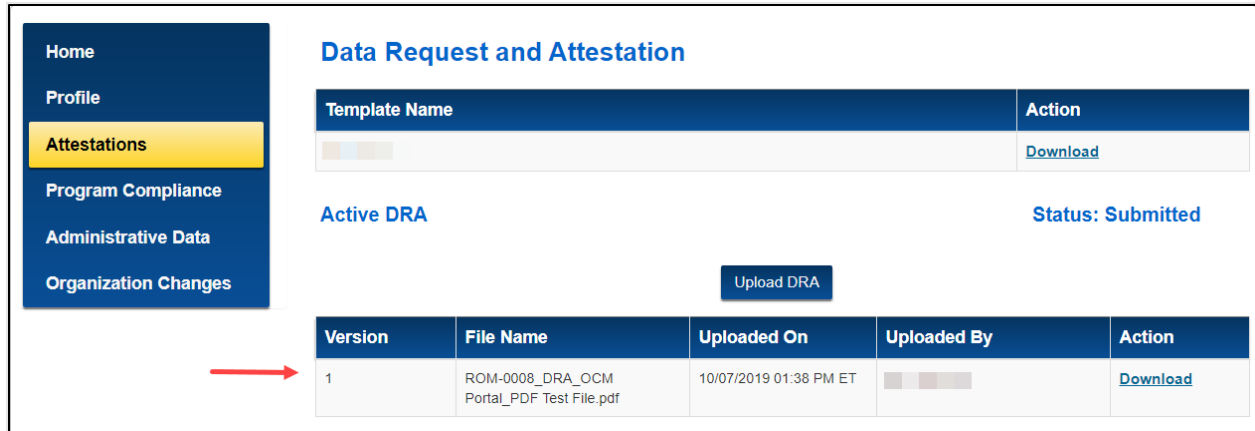 Home
Profile
Attestations
Program Compliance
Administrative Data
Organization Changes
Data Request and Attestation
Template Name Action
Download
Active DRA Status: Submitted
Upload DRA
Version File Name Uploaded On Uploaded By Action
1 ROM-0008_DRA_OCM 10/07/2019 01:38 PM ET Download
Portal_PDF Test File.pdf